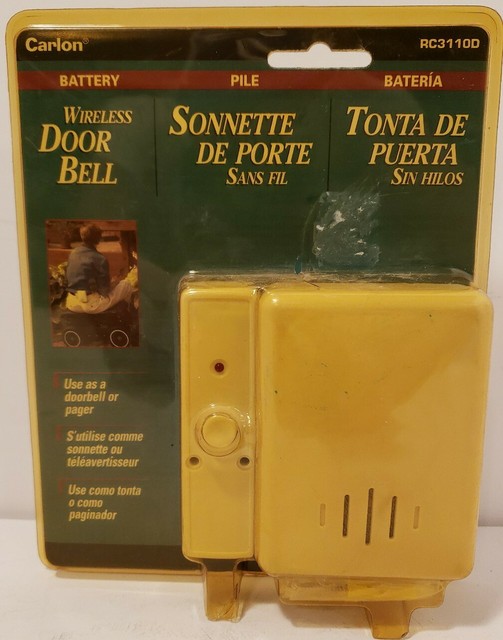 Carlon®
RC3110D
BATTERY
PILE
BATERÍA
WIRELESS
DOOR
BELL
SONNETTE
DE PORTE
SANS FIL
TONTA DE
PUERTA
SIN HILOS
Use as a
doorbell or
pager
S'utilise comme
sonnette ou
téléavertisseur
Use como tonta
o como
paginador